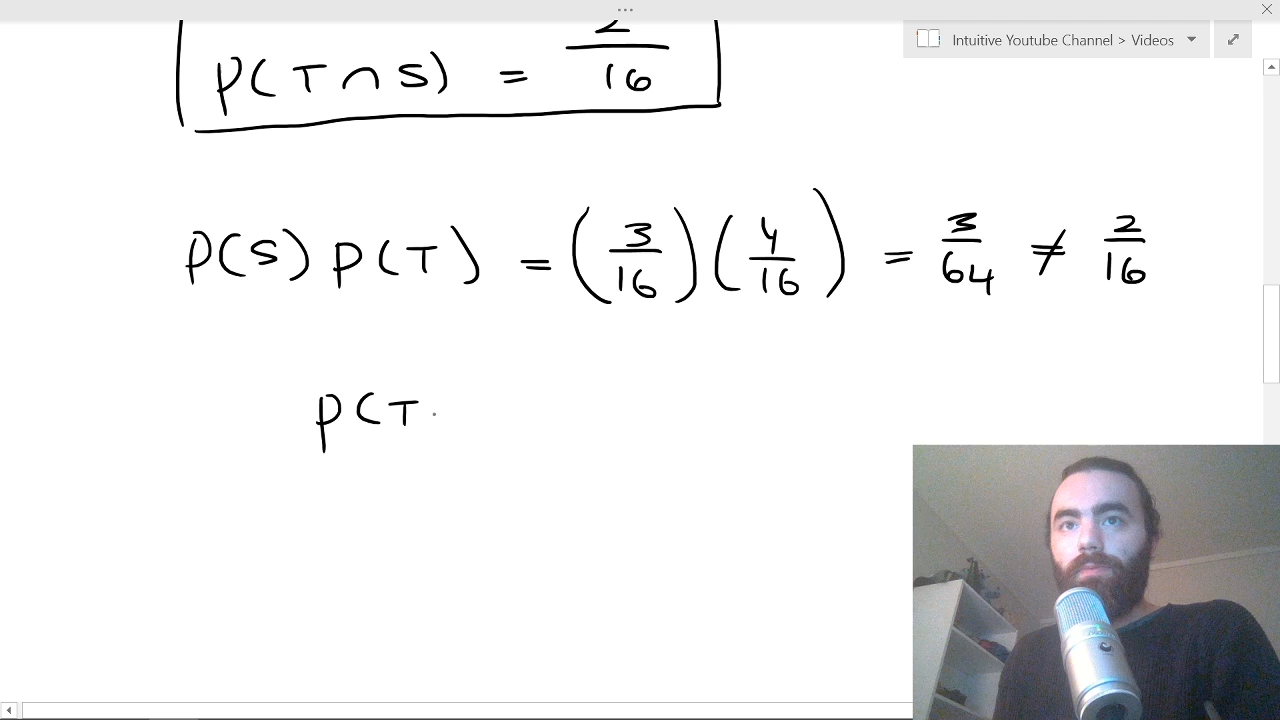 Intuitive Youtube Channel > Videos
P(T ∩ S) = 2/16
P(S) P(T) = (3/16)(4/16) = 3/64 ≠ 2/16
P(T